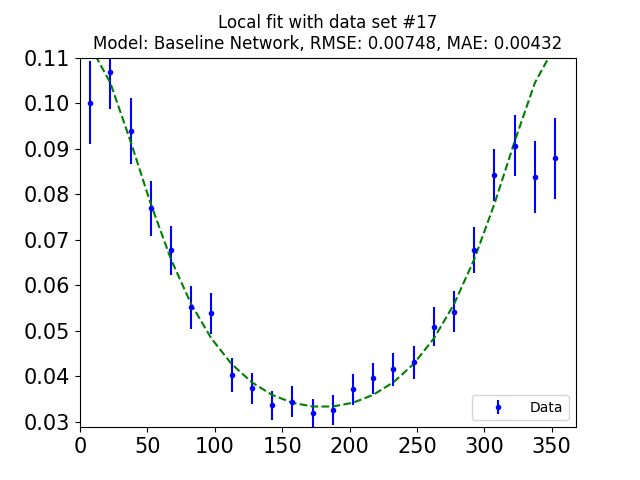 Local fit with data set #17
Model: Baseline Network, RMSE: 0.00748, MAE: 0.00432
0.11
0.10
0.09
0.08
0.07
0.06
0.05
0.04
0.03
Data
0 50 100 150 200 250 300 350